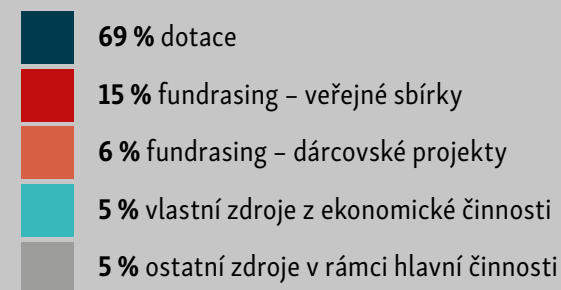 69 % dotace
15 % fundrasing – veřejné sbírky
6 % fundrasing – dárcovské projekty
5 % vlastní zdroje z ekonomické činnosti
5 % ostatní zdroje v rámci hlavní činnosti